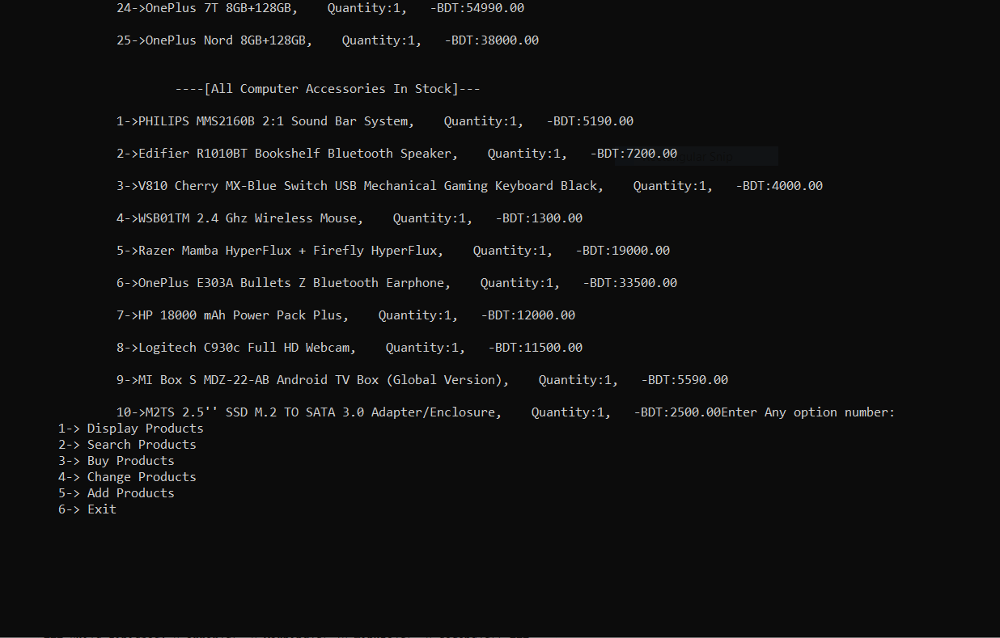 24->OnePlus 7T 8GB+128GB,    Quantity:1,   -BDT:54990.00
25->OnePlus Nord 8GB+128GB,    Quantity:1,   -BDT:38000.00
----[All Computer Accessories In Stock]---
1->PHILIPS MMS2160B 2:1 Sound Bar System,    Quantity:1,   -BDT:5190.00
2->Edifier R1010BT Bookshelf Bluetooth Speaker,    Quantity:1,   -BDT:7200.00
3->V810 Cherry MX-Blue Switch USB Mechanical Gaming Keyboard Black,    Quantity:1,   -BDT:4000.00
4->WSB01TM 2.4 Ghz Wireless Mouse,    Quantity:1,   -BDT:1300.00
5->Razer Mamba HyperFlux + Firefly HyperFlux,    Quantity:1,   -BDT:19000.00
6->OnePlus E303A Bullets Z Bluetooth Earphone,    Quantity:1,   -BDT:33500.00
7->HP 18000 mAh Power Pack Plus,    Quantity:1,   -BDT:12000.00
8->Logitech C930c Full HD Webcam,    Quantity:1,   -BDT:11500.00
9->MI Box S MDZ-22-AB Android TV Box (Global Version),    Quantity:1,   -BDT:5590.00
10->M2TS 2.5'' SSD M.2 TO SATA 3.0 Adapter/Enclosure,    Quantity:1,   -BDT:2500.00Enter Any option number:
1-> Display Products
2-> Search Products
3-> Buy Products
4-> Change Products
5-> Add Products
6-> Exit